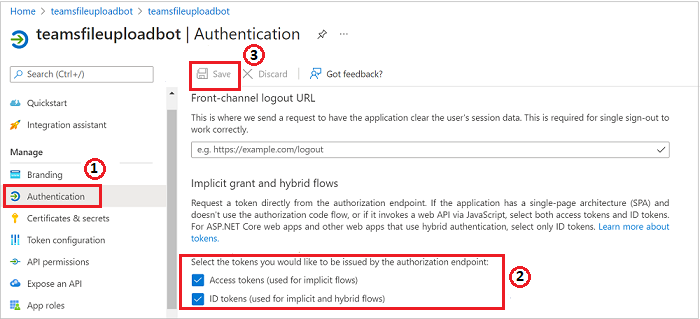 Home > teamsfileuploadbot > teamsfileuploadbot
teamsfileuploadbot | Authentication
3
Search (Ctrl+/)
Save Discard Got feedback?
Quickstart
Integration assistant
Manage
1
Branding
Authentication
Certificates & secrets
Token configuration
API permissions
Expose an API
App roles
Front-channel logout URL
This is where we send a request to have the application clear the user's session data. This is required for single sign-out to
work correctly.
e.g. https://example.com/logout
Implicit grant and hybrid flows
Request a token directly from the authorization endpoint. If the application has a single-page architecture (SPA) and
doesn't use the authorization code flow, or if it invokes a web API via JavaScript, select both access tokens and ID tokens.
For ASP.NET Core web apps and other web apps that use hybrid authentication, select only ID tokens. Learn more about
tokens.
Select the tokens you would like to be issued by the authorization endpoint:
2
Access tokens (used for implicit flows)
ID tokens (used for implicit and hybrid flows)